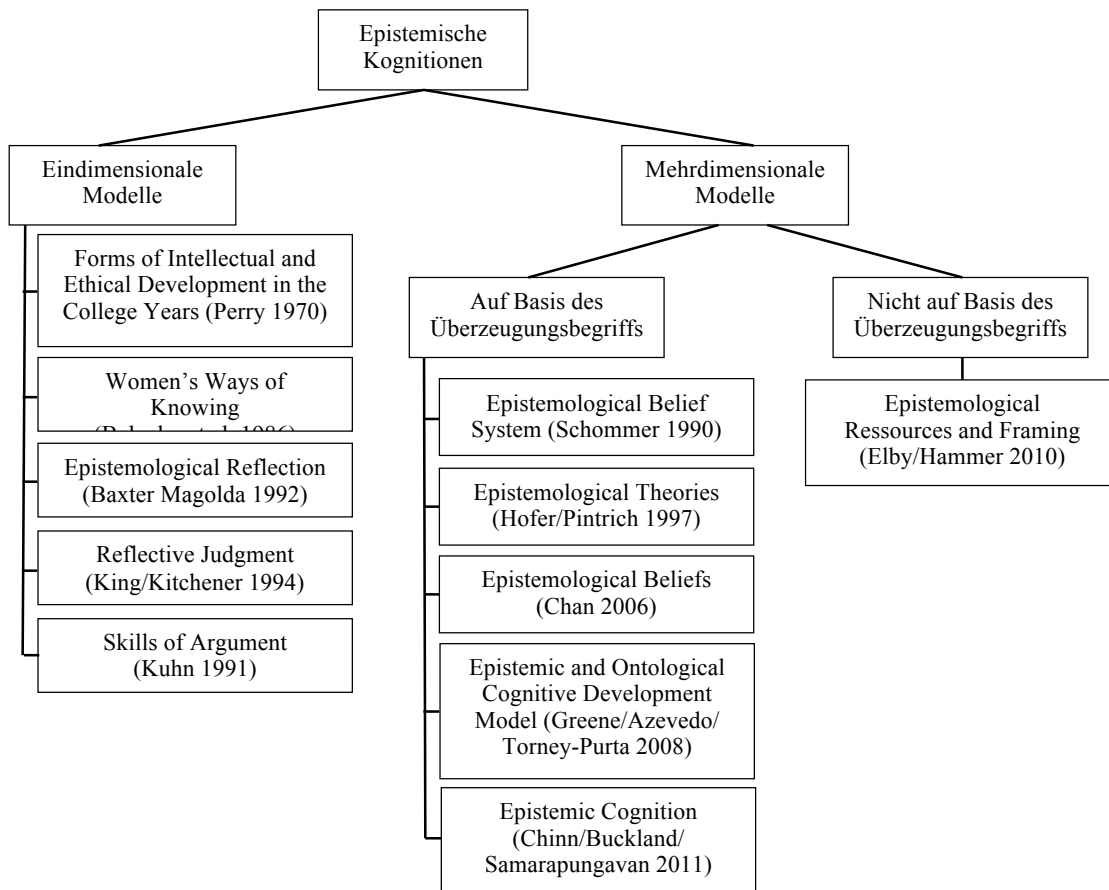 Epistemische
Kognitionen
Eindimensionale
Modelle
Forms of Intellectual and
Ethical Development in the
College Years (Perry 1970)
Women's Ways of
Knowing
Epistemological Reflection
(Baxter Magolda 1992)
Reflective Judgment
(King/Kitchener 1994)
Skills of Argument
(Kuhn 1991)
Mehrdimensionale
Modelle
Auf Basis des
Überzeugungsbegriffs
Epistemological Belief
System (Schommer 1990)
Epistemological Theories
(Hofer/Pintrich 1997)
Epistemological Beliefs
(Chan 2006)
Epistemic and Ontological
Cognitive Development
Model (Greene/Azevedo/
Torney-Purta 2008)
Epistemic Cognition
(Chinn/Buckland/
Samarapungavan 2011)
Nicht auf Basis des
Überzeugungsbegriffs
Epistemological
Ressources and Framing
(Elby/Hammer 2010)